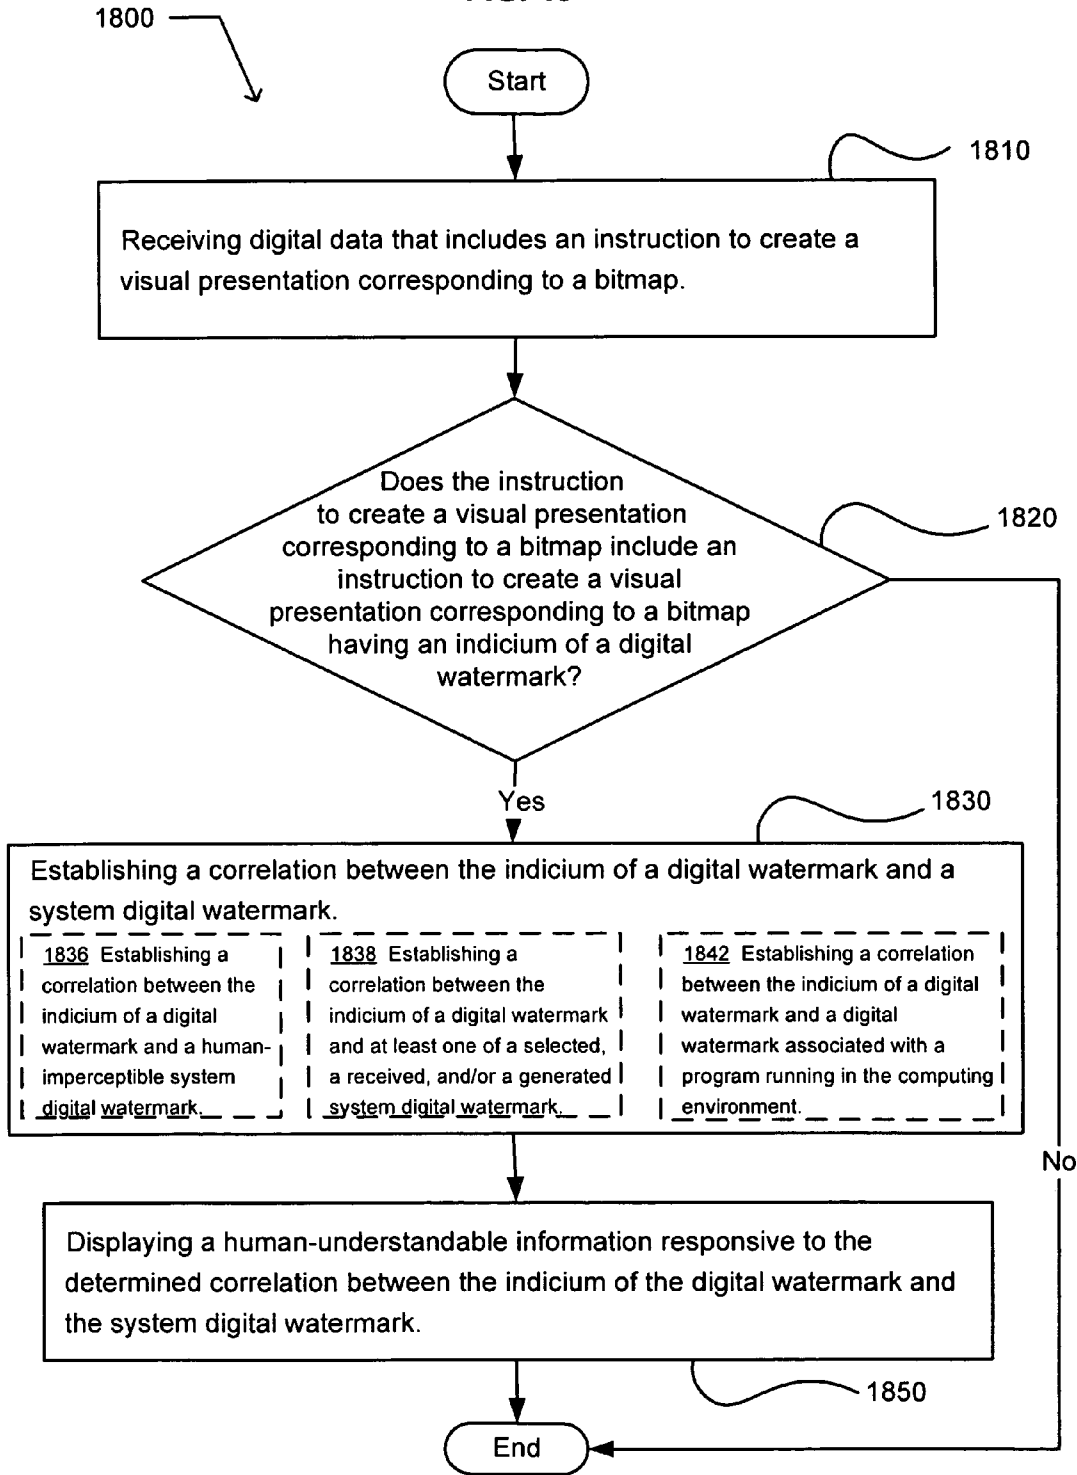 1800
Start
1810
Receiving digital data that includes an instruction to create a
visual presentation corresponding to a bitmap.
Does the instruction
to create a visual presentation
corresponding to a bitmap include an
instruction to create a visual
presentation corresponding to a bitmap
having an indicium of a digital
watermark?
1820
Yes
1830
Establishing a correlation between the indicium of a digital watermark and a
system digital watermark.
1836 Establishing a
correlation between the
indicium of a digital
watermark and a human-
imperceptible system
digital watermark.
1838 Establishing a
correlation between the
indicium of a digital watermark
and at least one of a selected,
a received, and/or a generated
system digital watermark.
1842 Establishing a correlation
between the indicium of a digital
watermark and a digital
watermark associated with a
program running in the computing
environment.
No
Displaying a human-understandable information responsive to the
determined correlation between the indicium of the digital watermark and
the system digital watermark.
1850
End